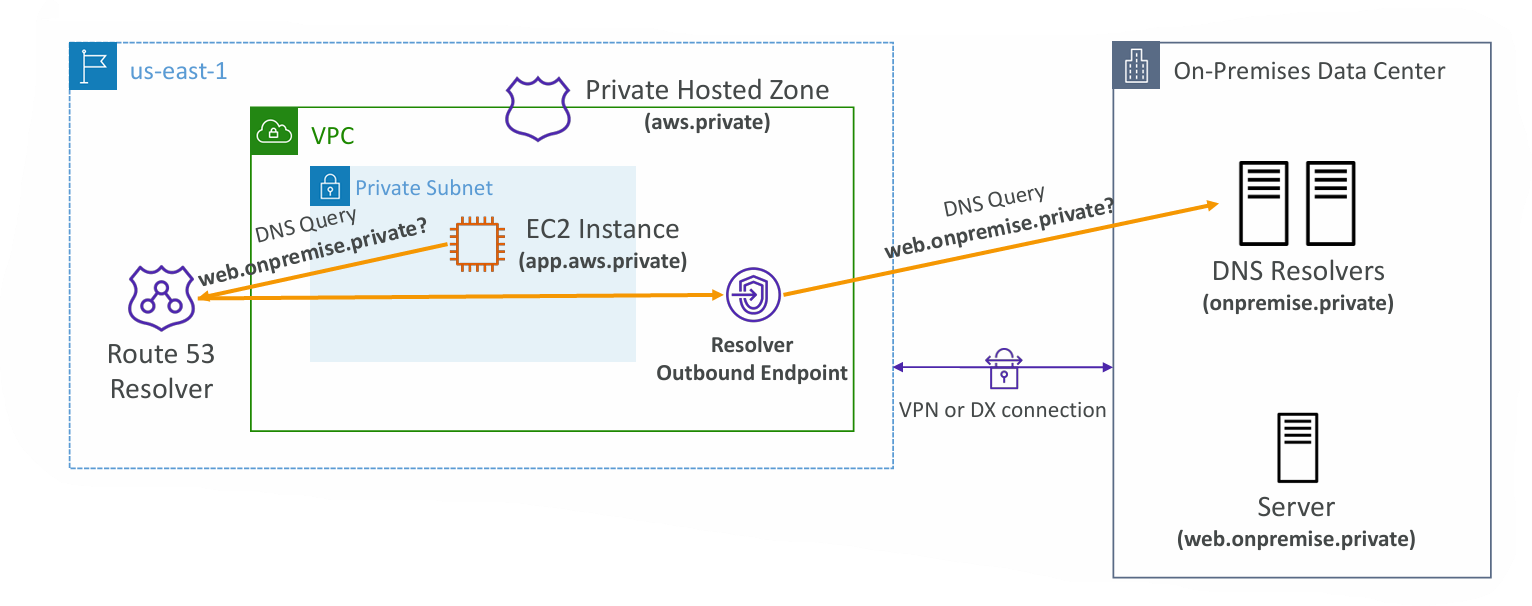 us-east-1
Private Hosted Zone
(aws.private)
VPC
Private Subnet
DNS Query
web.onpremise.private?
EC2 Instance
(app.aws.private)
Route 53
Resolver
Resolver
Outbound Endpoint
DNS Query
web.onpremise.private?
VPN or DX connection
On-Premises Data Center
DNS Resolvers
(onpremise.private)
Server
(web.onpremise.private)